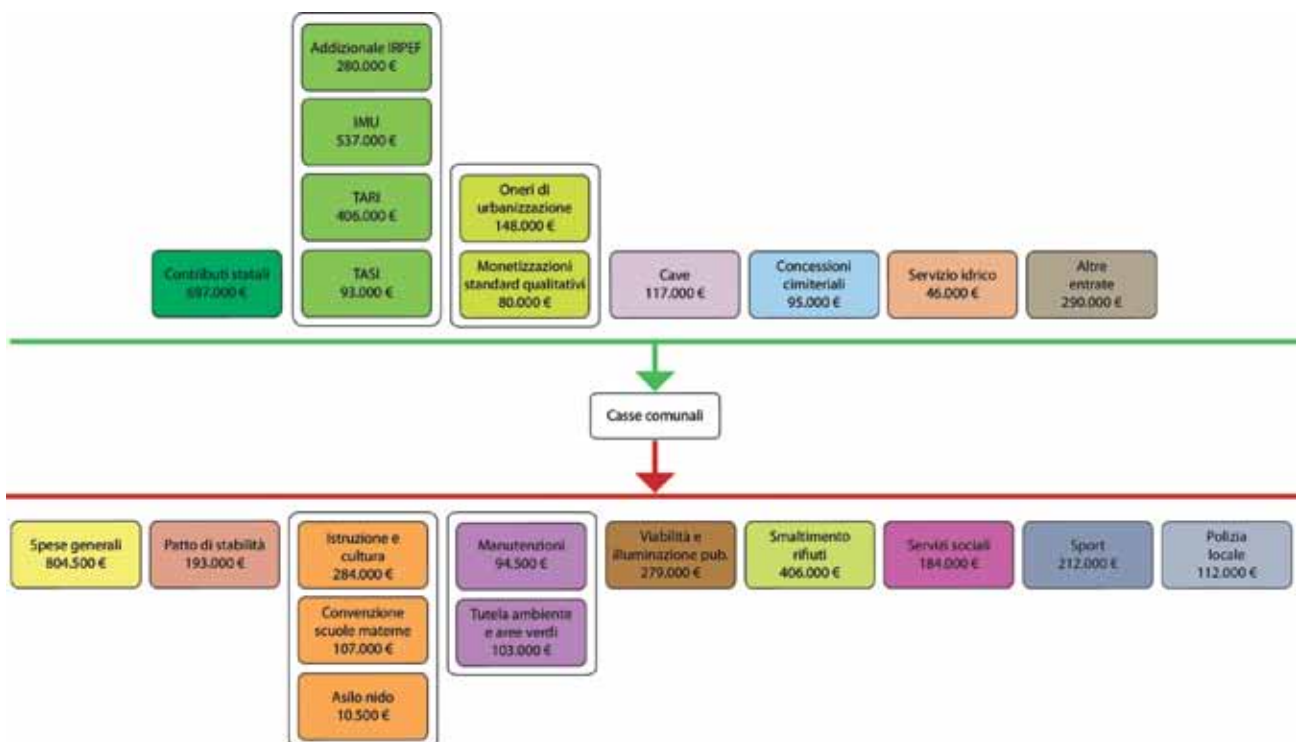 Addizionale IRPEF
280.000 €
IMU
537.000 €
TARI
406.000 €
TASI
93.000 €
Oneri di
urbanizzazione
148.000 €
Monetizzazioni
standard qualitativi
80.000 €
Contributi statali
697.000 €
Cave
117.000 €
Concessioni
cimiteriali
95.000 €
Servizio idrico
46.000 €
Altre
entrate
290.000 €
Casse comunali
Spese generali
804.500 €
Patto di stabilità
193.000 €
Istruzione e
cultura
284.000 €
Convenzione
scuole materne
107.000 €
Asilo nido
10.500 €
Manutenzioni
94.500 €
Tutela ambiente
e aree verdi
103.000 €
Viabilità e
illuminazione pub.
279.000 €
Smaltimento
rifiuti
406.000 €
Servizi sociali
184.000 €
Sport
212.000 €
Polizia
locale
112.000 €